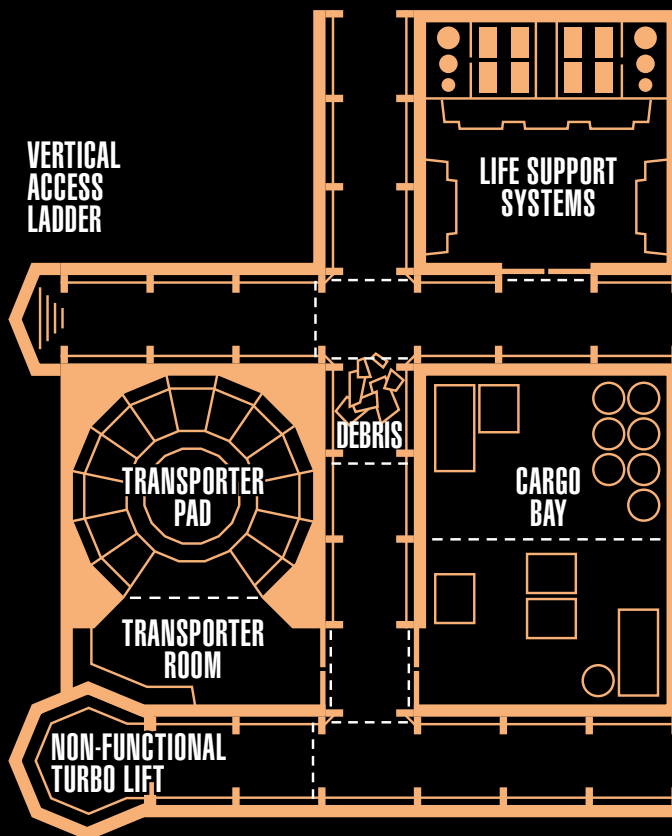 VERTICAL
ACCESS
LADDER
LIFE SUPPORT
SYSTEMS
DEBRIS
TRANSPORTER
PAD
CARGO
BAY
TRANSPORTER
ROOM
NON-FUNCTIONAL
TURBO LIFT